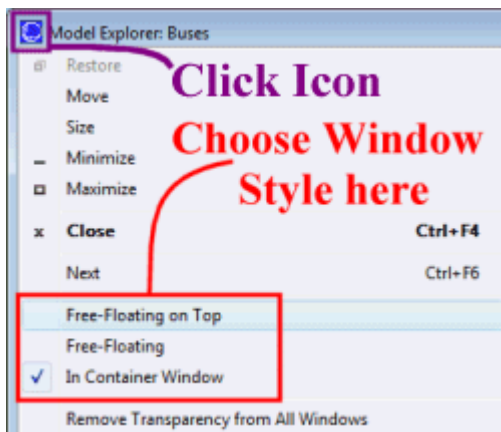 Model Explorer: Buses
Restore
Click Icon
Move
Size
Choose Window
Minimize
Style here
Maximize
x Close Ctrl+F4
Next Ctrl+F6
Free-Floating on Top
Free-Floating
In Container Window
Remove Transparency from All Windows